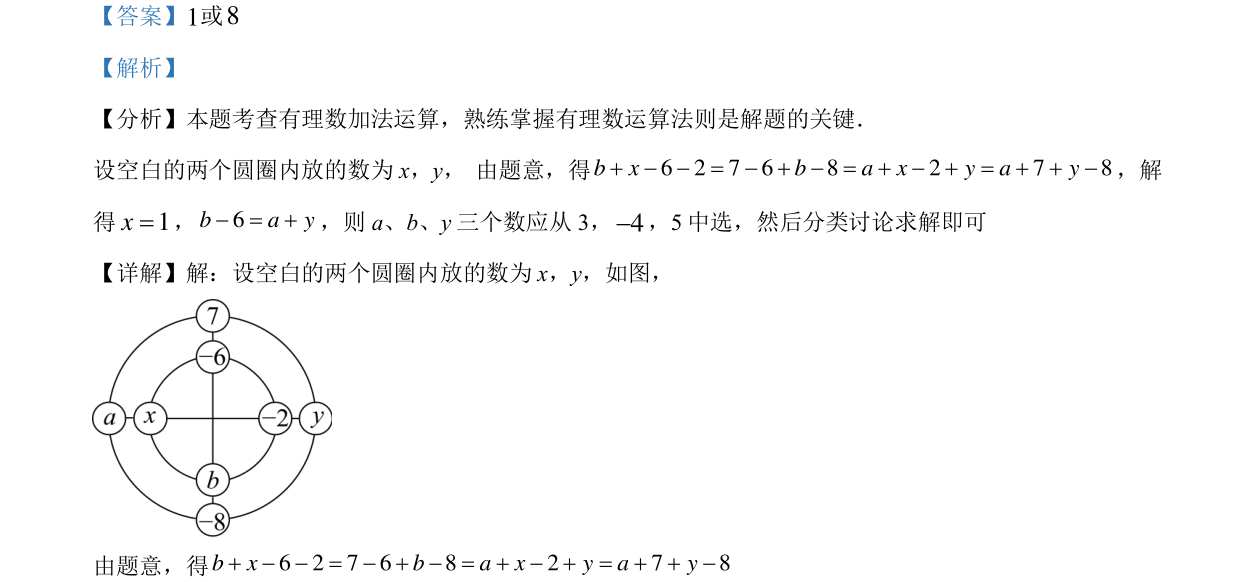 【答案】1或8
【解析】
【分析】本题考查有理数加法运算，熟练掌握有理数运算法则是解题的关键．
设空白的两个圆圈内放的数为 x，y， 由题意，得b+x−6−2=7−6+b−8=a+x−2+y=a+7+y−8，解
得 x=1，b−6=a+y，则 a、b、y 三个数应从 3，−4，5 中选，然后分类讨论求解即可
【详解】解：设空白的两个圆圈内放的数为 x，y，如图，
7
−6
a x −2 y
b
−8
由题意，得b+x−6−2=7−6+b−8=a+x−2+y=a+7+y−8